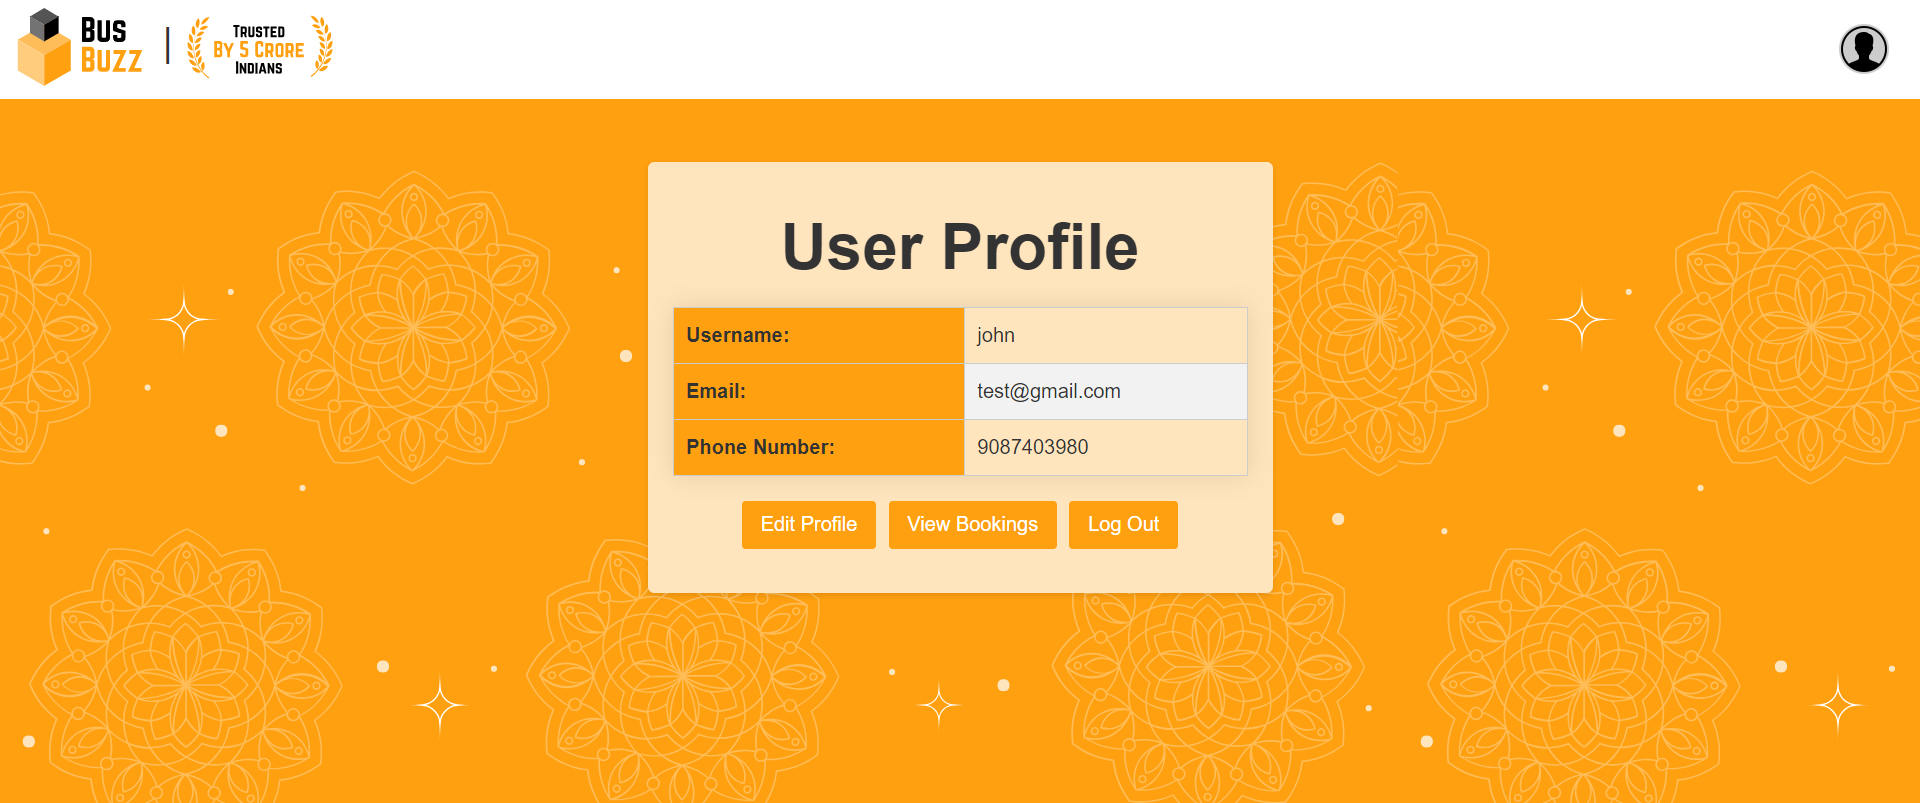 Bus
Buzz
|
Trusted
By 5 Crore
Indians
User Profile
Username: john
Email: test@gmail.com
Phone Number: 9087403980
Edit Profile View Bookings Log Out